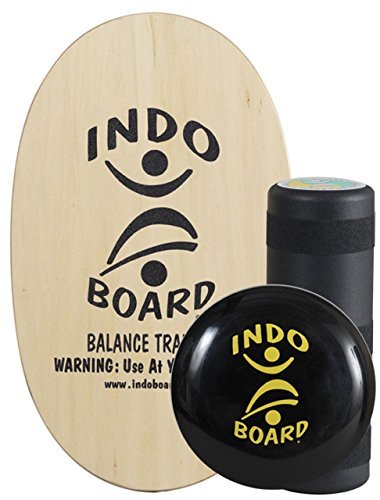 INDO
BOARD®
BALANCE TRA
WARNING: Use At Y
www.indoboar
INDO
BOARD